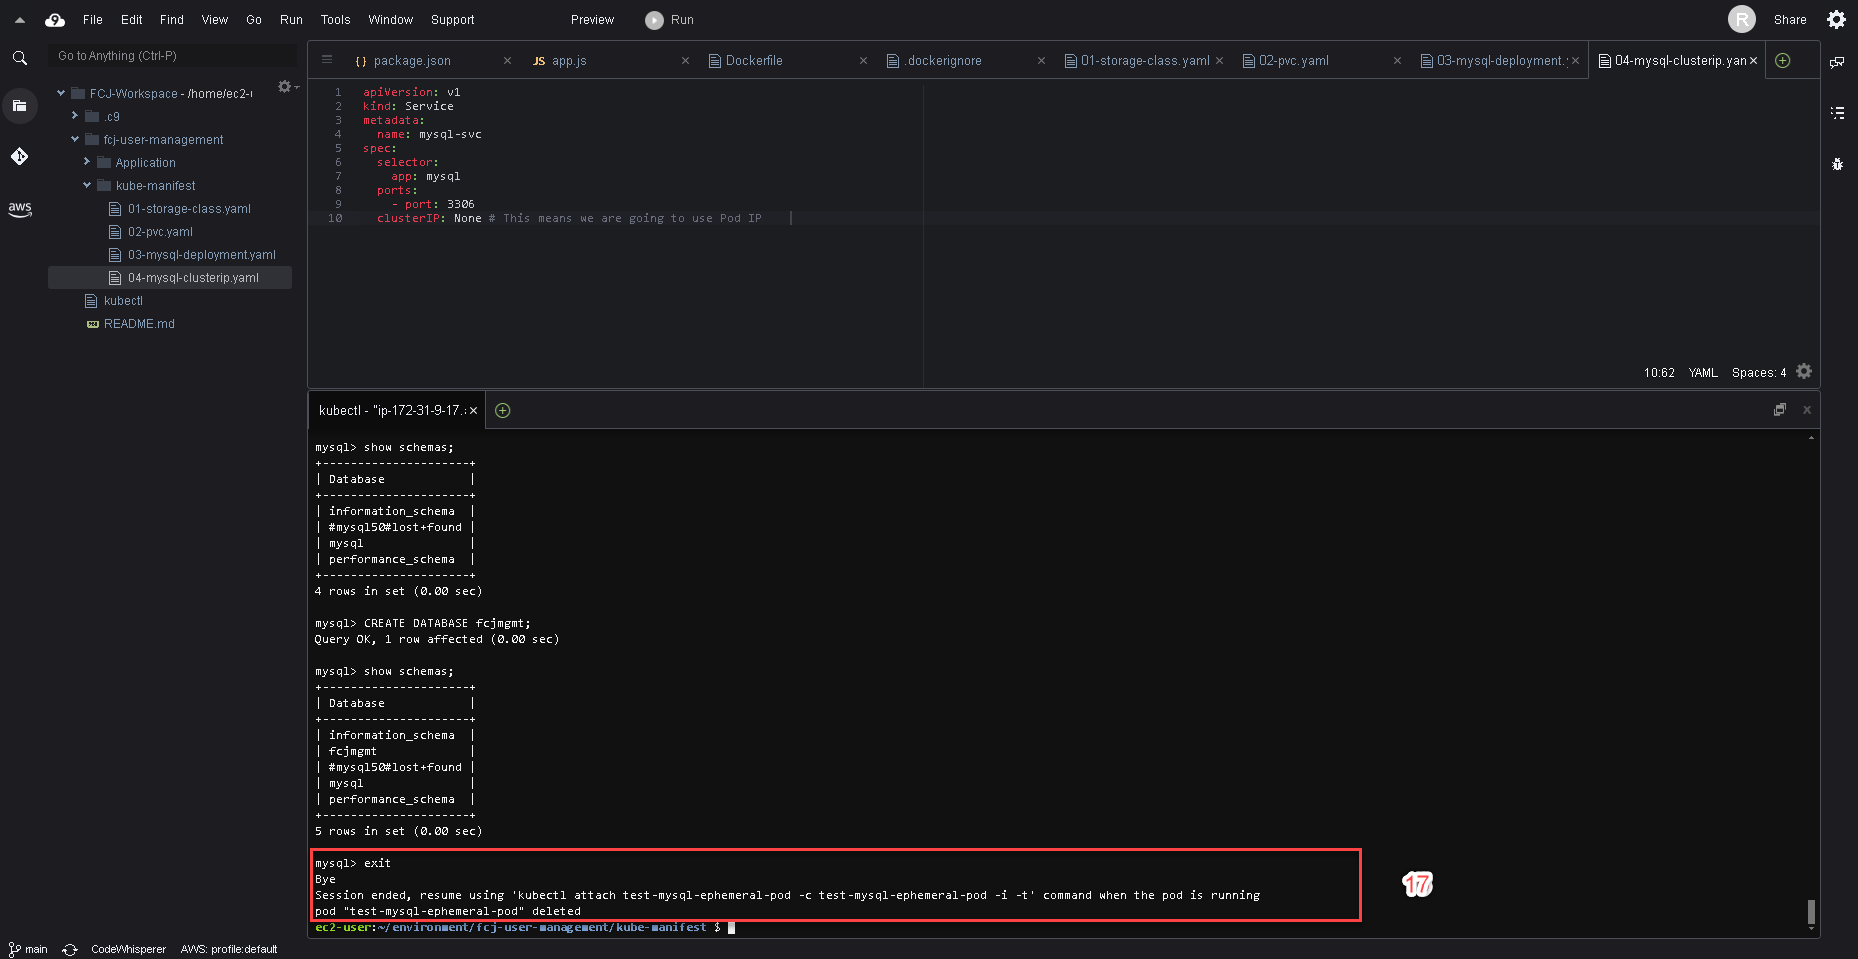 9 File Edit Find View Go Run Tools Window Support Preview Run R Share
Go to Anything (Ctrl-P)
{} package.json × JS app.js × Dockerfile × .dockerignore × 01-storage-class.yaml × 02-pvc.yaml × 03-mysql-deployment. × 04-mysql-clusterip.yan ×
FCJ-Workspace - /home/ec2-u
.c9
fcj-user-management
Application
kube-manifest
01-storage-class.yaml
02-pvc.yaml
03-mysql-deployment.yaml
04-mysql-clusterip.yaml
kubectl
README.md
aws
1 apiVersion: v1
2 kind: Service
3 metadata:
4 name: mysql-svc
5 spec:
6 selector:
7 app: mysql
8 ports:
9 - port: 3306
10 clusterIP: None # This means we are going to use Pod IP
10:62 YAML Spaces: 4
kubectl - "ip-172-31-9-17. ×
mysql> show schemas;
+---------------------+
| Database |
+---------------------+
| information_schema |
| #mysql50#lost+found |
| mysql |
| performance_schema |
+---------------------+
4 rows in set (0.00 sec)
mysql> CREATE DATABASE fcjmgmt;
Query OK, 1 row affected (0.00 sec)
mysql> show schemas;
+---------------------+
| Database |
+---------------------+
| information_schema |
| fcjmgmt |
| #mysql50#lost+found |
| mysql |
| performance_schema |
+---------------------+
5 rows in set (0.00 sec)
mysql> exit
Bye
Session ended, resume using 'kubectl attach test-mysql-ephemeral-pod -c test-mysql-ephemeral-pod -i -t' command when the pod is running
pod "test-mysql-ephemeral-pod" deleted
17
ec2-user:~/environment/fcj-user-management/kube-manifest $
main CodeWhisperer AWS: profile:default